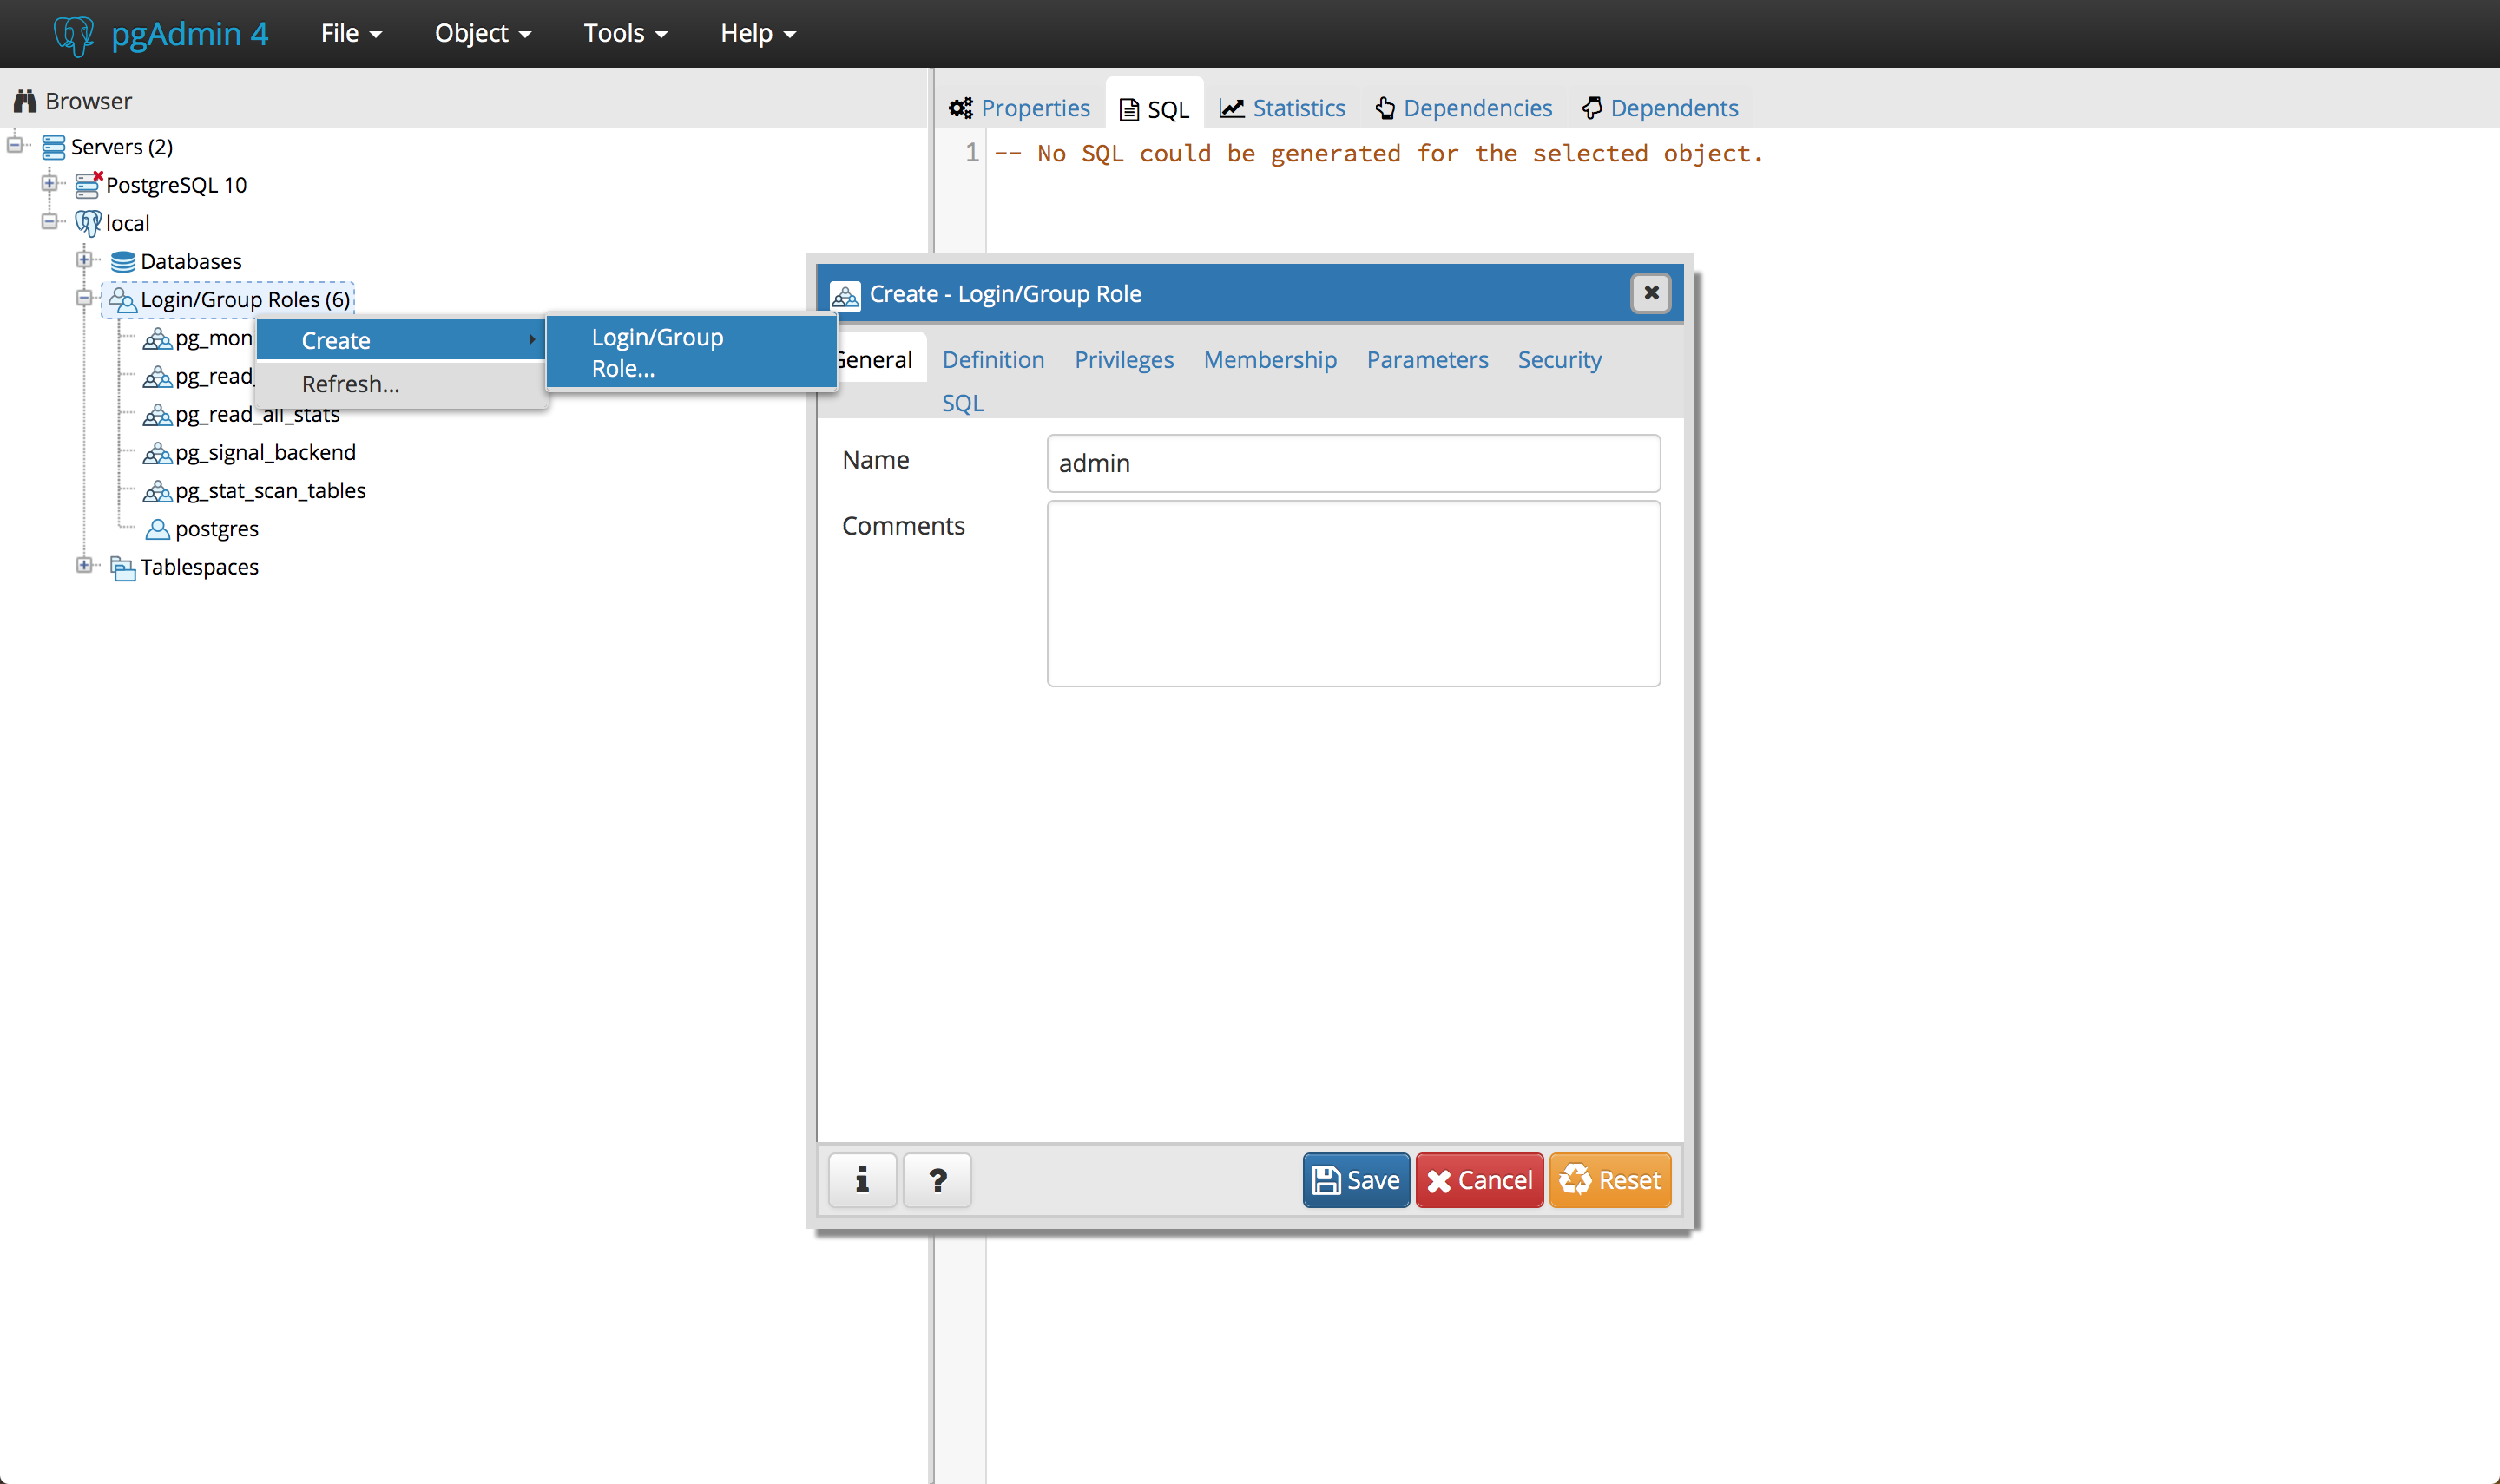 pgAdmin 4 File Object Tools Help
Browser
Servers (2)
PostgreSQL 10
local
Databases
Login/Group Roles (6)
pg_mon
pg_read_
pg_read_all_stats
pg_signal_backend
pg_stat_scan_tables
postgres
Tablespaces
Create
Refresh...
Login/Group
Role...
Properties SQL Statistics Dependencies Dependents
1 -- No SQL could be generated for the selected object.
Create - Login/Group Role
General Definition Privileges Membership Parameters Security
SQL
Name admin
Comments
i ? Save Cancel Reset